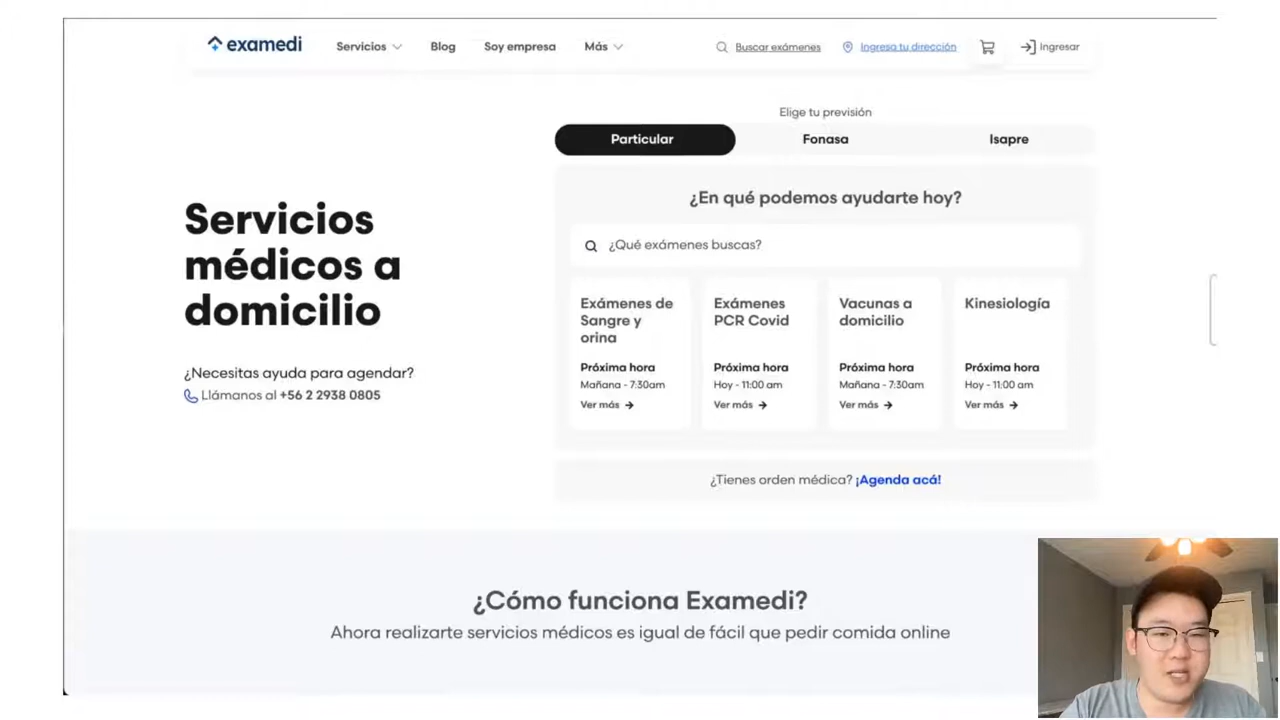 examedi
Servicios
Blog
Soy empresa
Más
Buscar exámenes
Ingresa tu dirección
Ingresar
Elige tu previsión
Particular
Fonasa
Isapre
Servicios
médicos a
domicilio
¿Necesitas ayuda para agendar?
Llámanos al +56 2 2938 0805
¿En qué podemos ayudarte hoy?
¿Qué exámenes buscas?
Exámenes de
Sangre y
orina
Próxima hora
Mañana - 7:30am
Ver más →
Exámenes
PCR Covid
Próxima hora
Hoy - 11:00 am
Ver más →
Vacunas a
domicilio
Próxima hora
Mañana - 7:30am
Ver más →
Kinesiología
Próxima hora
Hoy - 11:00 am
Ver más →
¿Tienes orden médica? ¡Agenda acá!
¿Cómo funciona Examedi?
Ahora realizarte servicios médicos es igual de fácil que pedir comida online